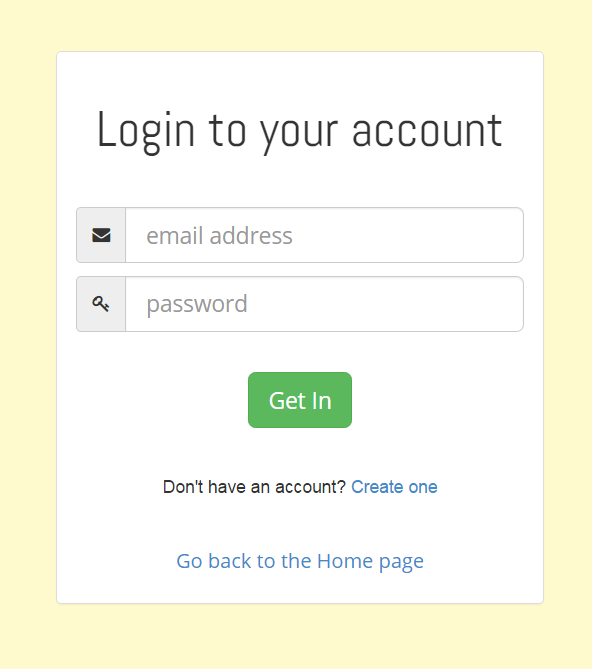 Login to your account
email address
password
Get In
Don't have an account? Create one
Go back to the Home page